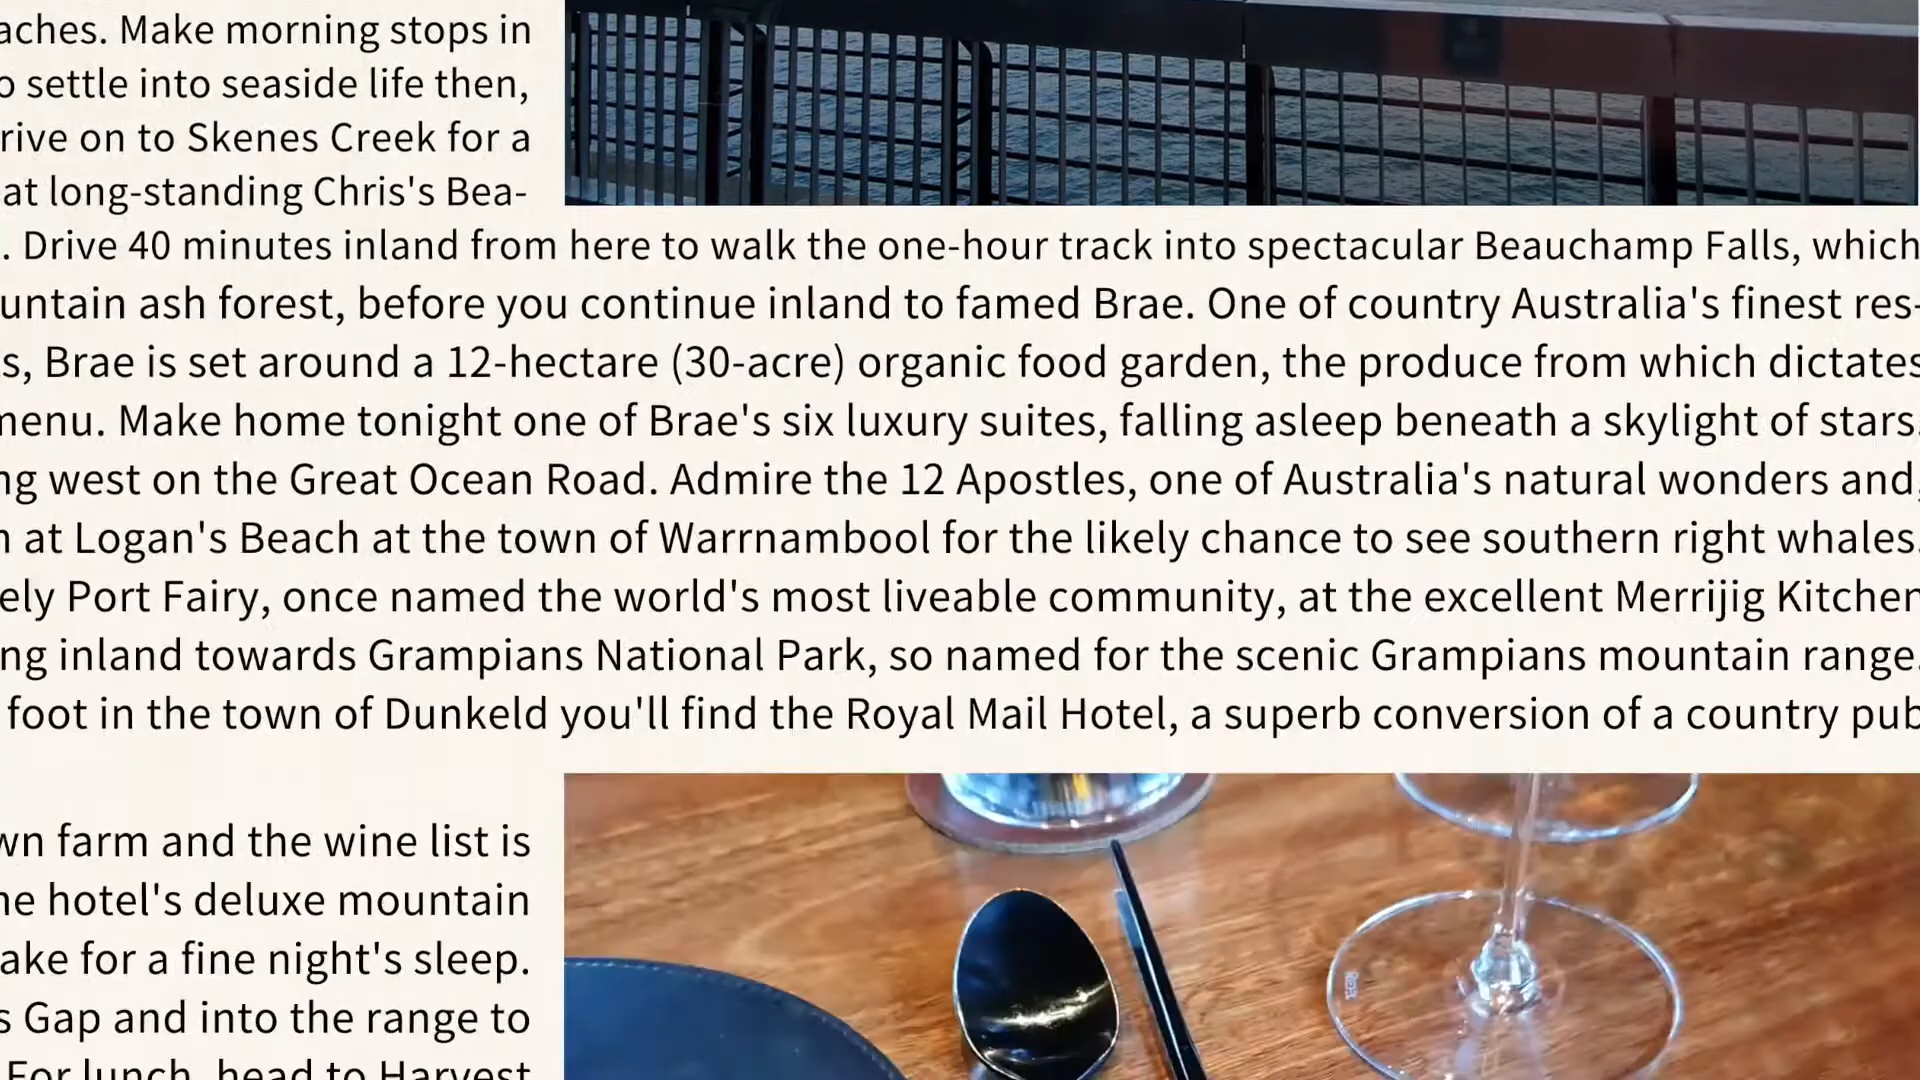 aches. Make morning stops in
o settle into seaside life then,
rive on to Skenes Creek for a
at long-standing Chris's Bea-
. Drive 40 minutes inland from here to walk the one-hour track into spectacular Beauchamp Falls, which
untain ash forest, before you continue inland to famed Brae. One of country Australia's finest res-
s, Brae is set around a 12-hectare (30-acre) organic food garden, the produce from which dictates
menu. Make home tonight one of Brae's six luxury suites, falling asleep beneath a skylight of stars,
ng west on the Great Ocean Road. Admire the 12 Apostles, one of Australia's natural wonders and,
n at Logan's Beach at the town of Warrnambool for the likely chance to see southern right whales.
ely Port Fairy, once named the world's most liveable community, at the excellent Merrijig Kitchen
ng inland towards Grampians National Park, so named for the scenic Grampians mountain range.
foot in the town of Dunkeld you'll find the Royal Mail Hotel, a superb conversion of a country pub
wn farm and the wine list is
he hotel's deluxe mountain
ake for a fine night's sleep.
s Gap and into the range to
For lunch, head to Harvest